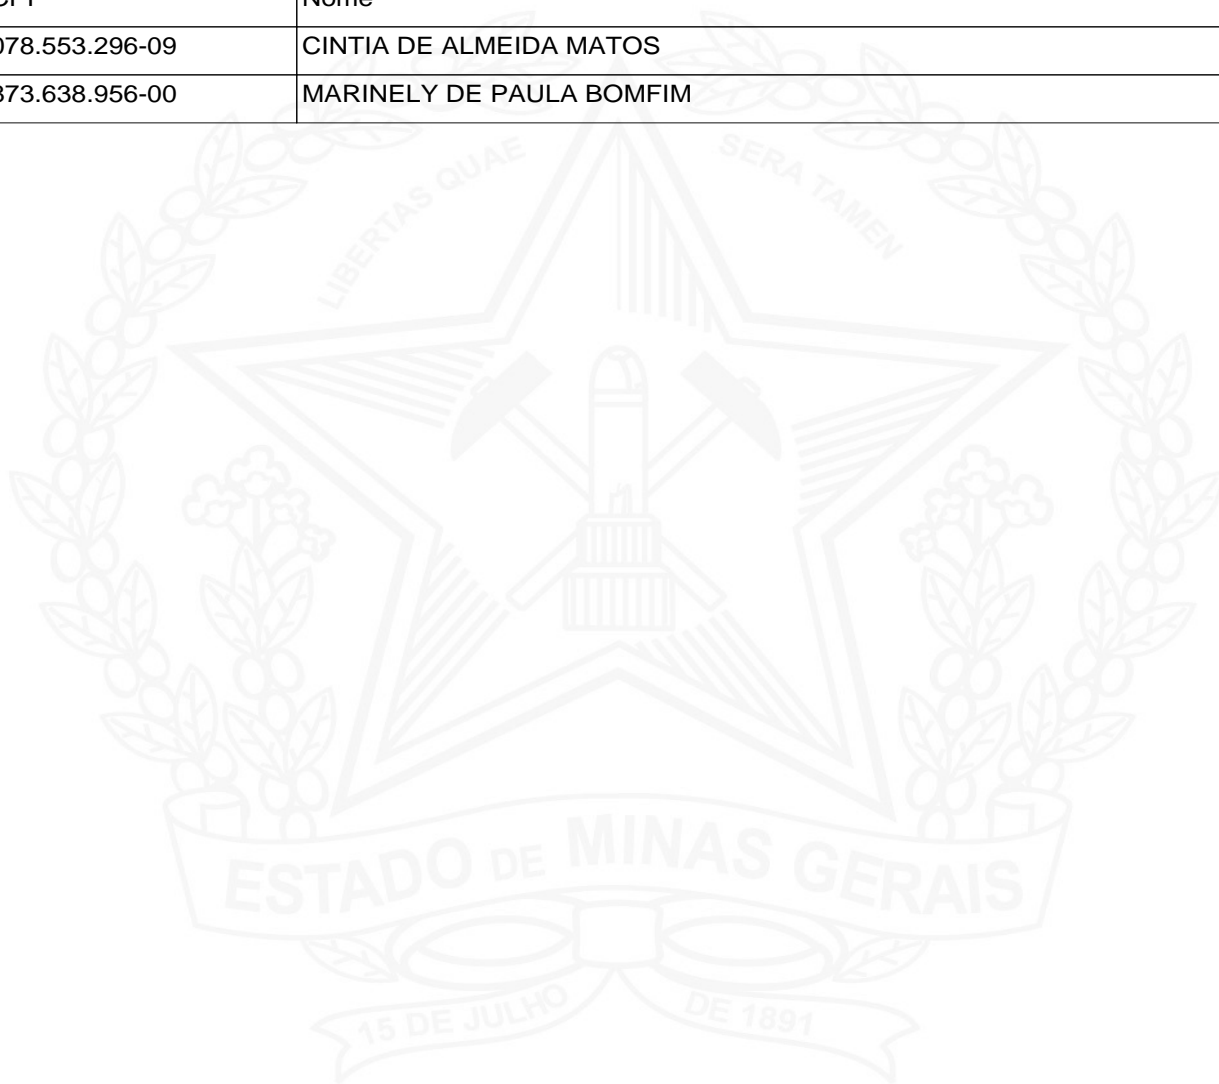 Nome
078.553.296-09 CINTIA DE ALMEIDA MATOS
873.638.956-00 MARINELY DE PAULA BOMFIM
LIBERTAS QUAE SERA TAMEN
ESTADO DE MINAS GERAIS
15 DE JULHO DE 1891